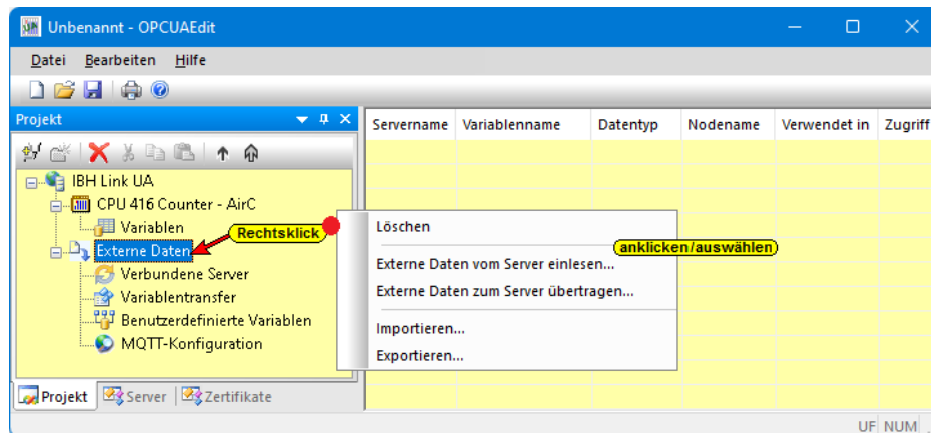 Unbenannt - OPCUAEdit
Datei Bearbeiten Hilfe
Projekt
Servername Variablenname Datentyp Nodename Verwendet in Zugriff
IBH Link UA
CPU 416 Counter - AirC
Variablen
Rechtsklick
Externe Daten
Verbundene Server
Variablentransfer
Benutzerdefinierte Variablen
MQTT-Konfiguration
Löschen
anklicken/auswählen
Externe Daten vom Server einlesen...
Externe Daten zum Server übertragen...
Importieren...
Exportieren...
Projekt Server Zertifikate
UF NUM